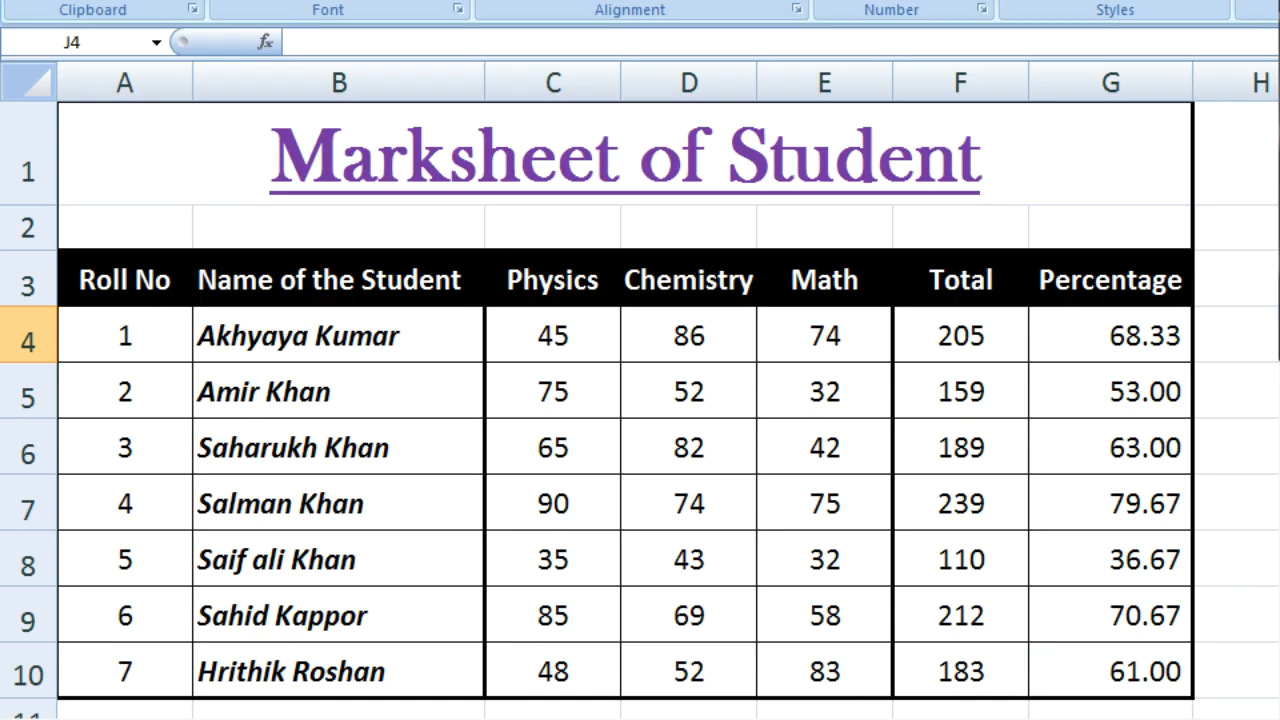 Clipboard Font Alignment Number Styles
J4 fx
A B C D E F G H
1 Marksheet of Student
2
3 Roll No Name of the Student Physics Chemistry Math Total Percentage
4 1 Akhyaya Kumar 45 86 74 205 68.33
5 2 Amir Khan 75 52 32 159 53.00
6 3 Saharukh Khan 65 82 42 189 63.00
7 4 Salman Khan 90 74 75 239 79.67
8 5 Saif ali Khan 35 43 32 110 36.67
9 6 Sahid Kappor 85 69 58 212 70.67
10 7 Hrithik Roshan 48 52 83 183 61.00
11